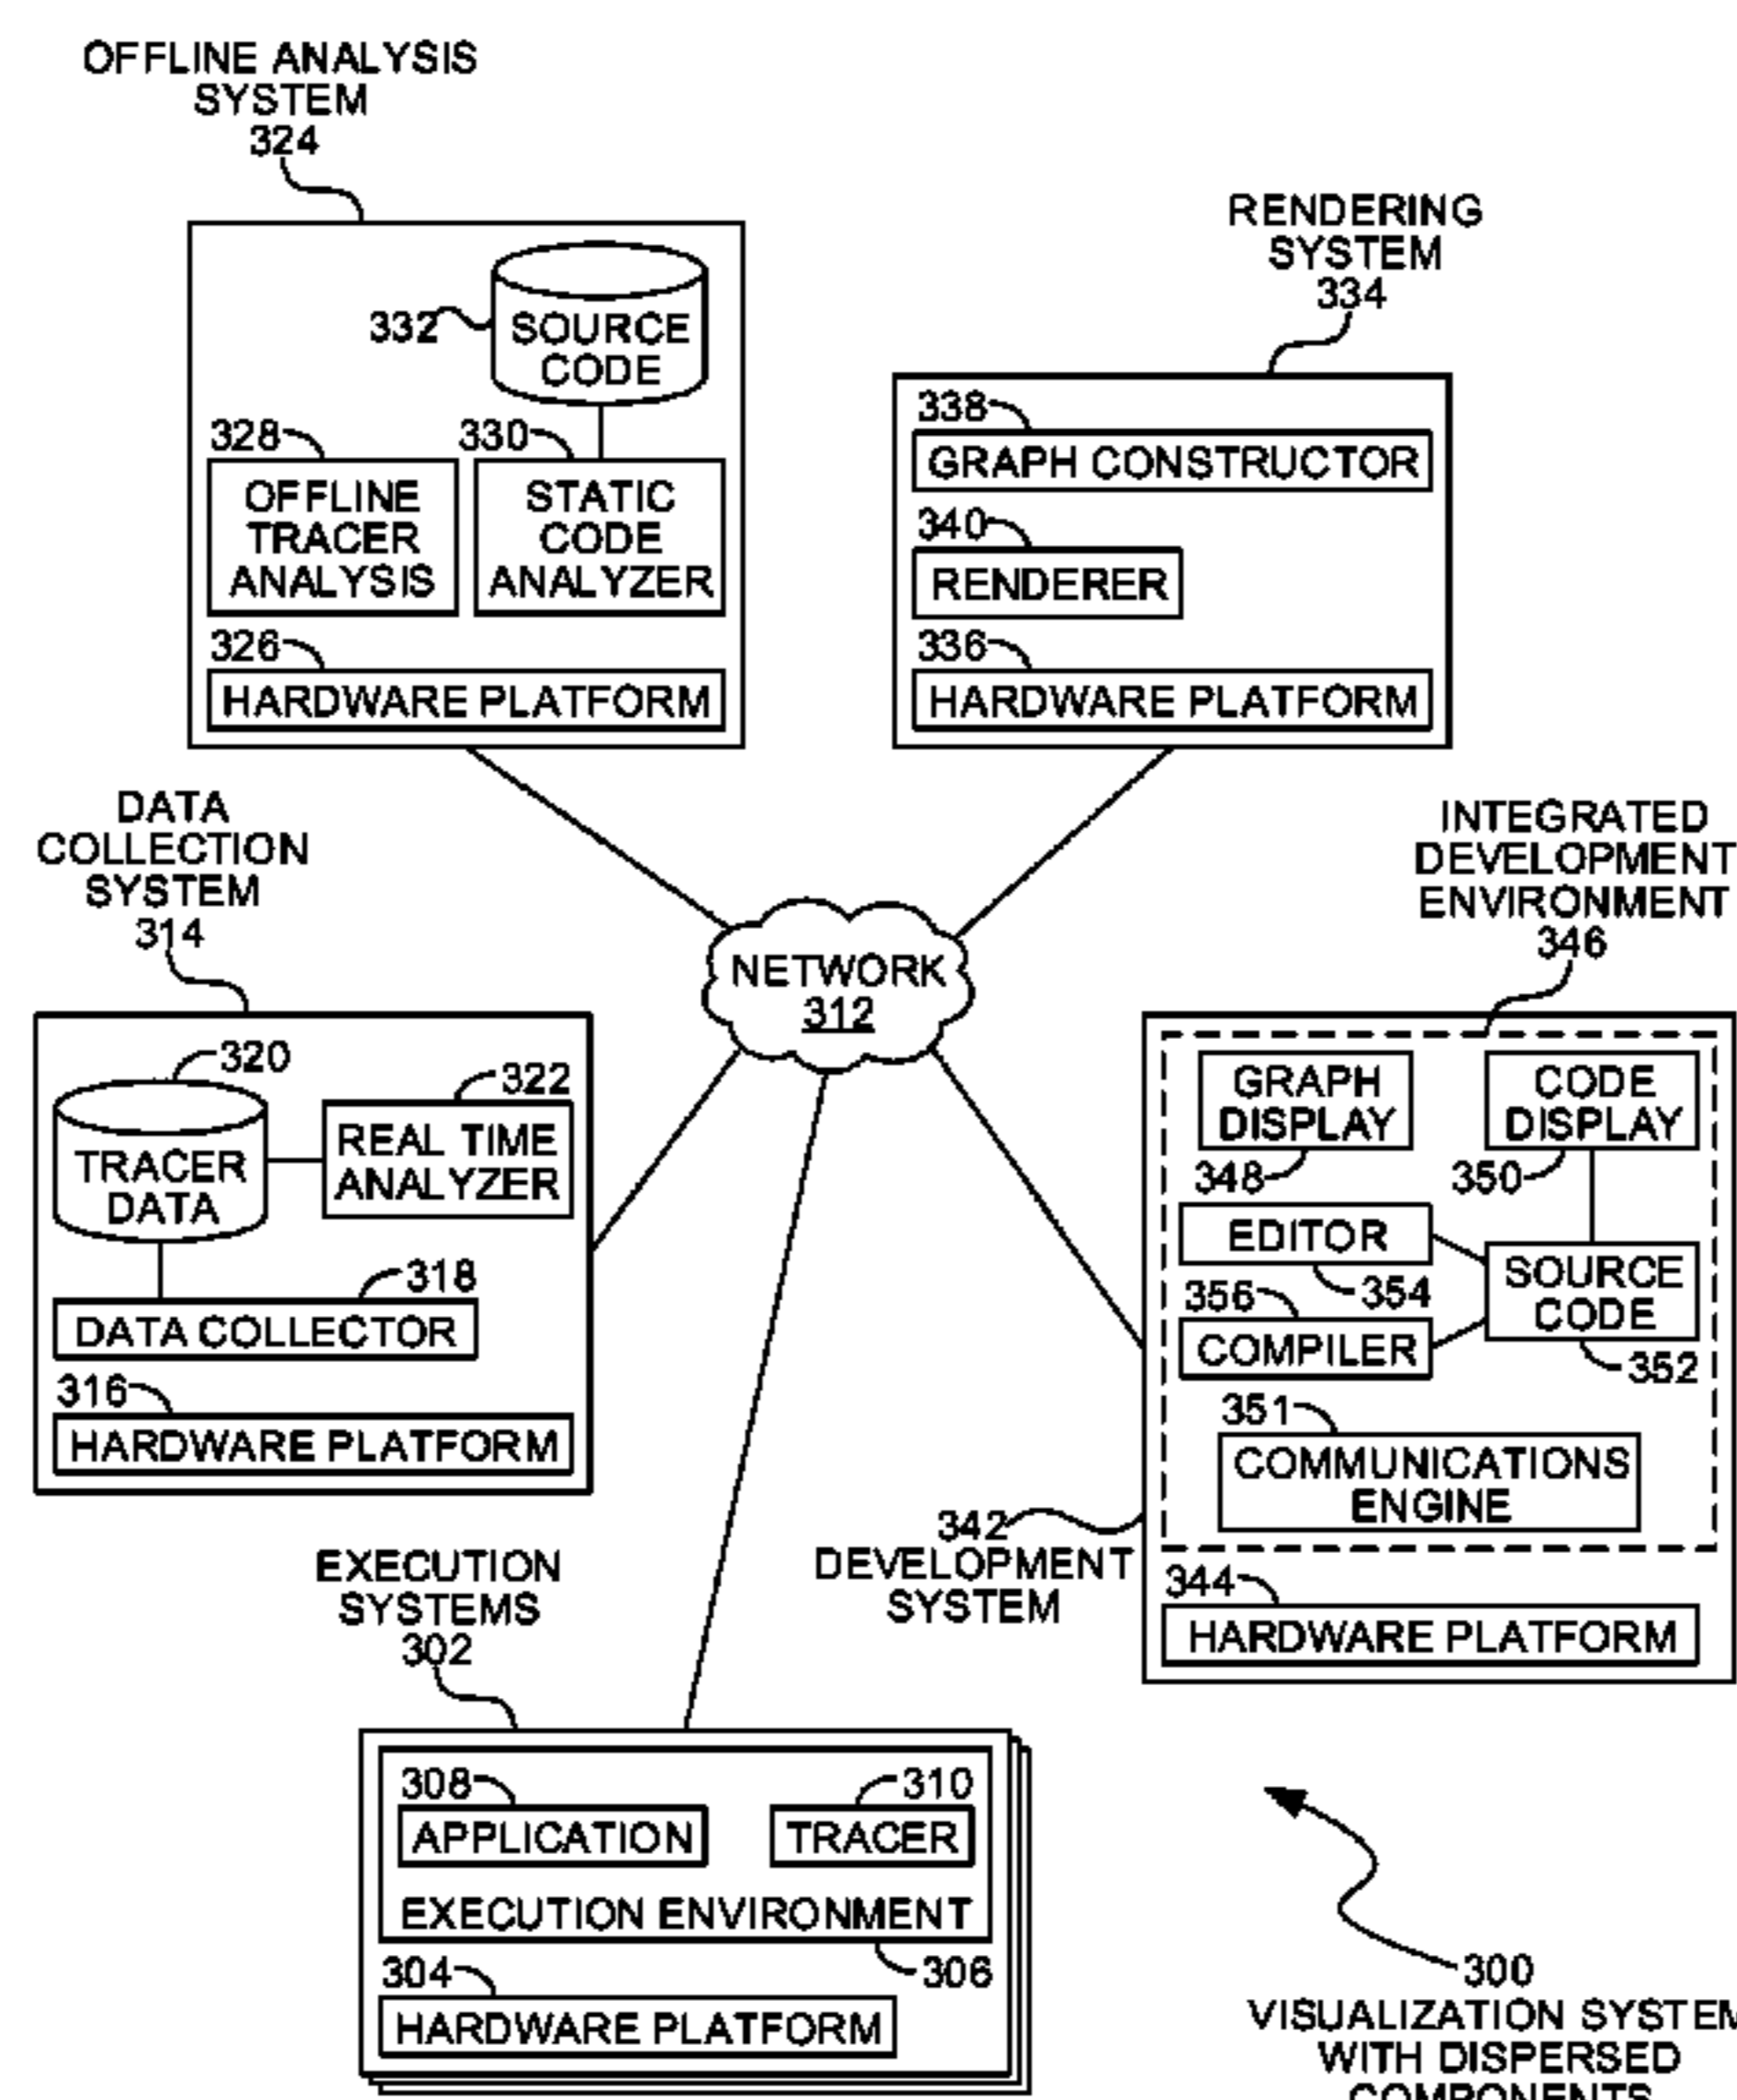 OFFLINE ANALYSIS
SYSTEM
324
332
SOURCE
CODE
328
330
OFFLINE
TRACER
ANALYSIS
STATIC
CODE
ANALYZER
326
HARDWARE PLATFORM
RENDERING
SYSTEM
334
338
GRAPH CONSTRUCTOR
340
RENDERER
336
HARDWARE PLATFORM
DATA
COLLECTION
SYSTEM
314
320
322
TRACER
DATA
REAL TIME
ANALYZER
318
DATA COLLECTOR
316
HARDWARE PLATFORM
NETWORK
312
INTEGRATED
DEVELOPMENT
ENVIRONMENT
346
GRAPH
DISPLAY
348
CODE
DISPLAY
350
EDITOR
354
SOURCE
CODE
352
356
COMPILER
351
COMMUNICATIONS
ENGINE
342
DEVELOPMENT
SYSTEM
344
HARDWARE PLATFORM
EXECUTION
SYSTEMS
302
308
310
APPLICATION
TRACER
EXECUTION ENVIRONMENT
304
306
HARDWARE PLATFORM
300
VISUALIZATION SYSTEM
WITH DISPERSED
COMPONENTS